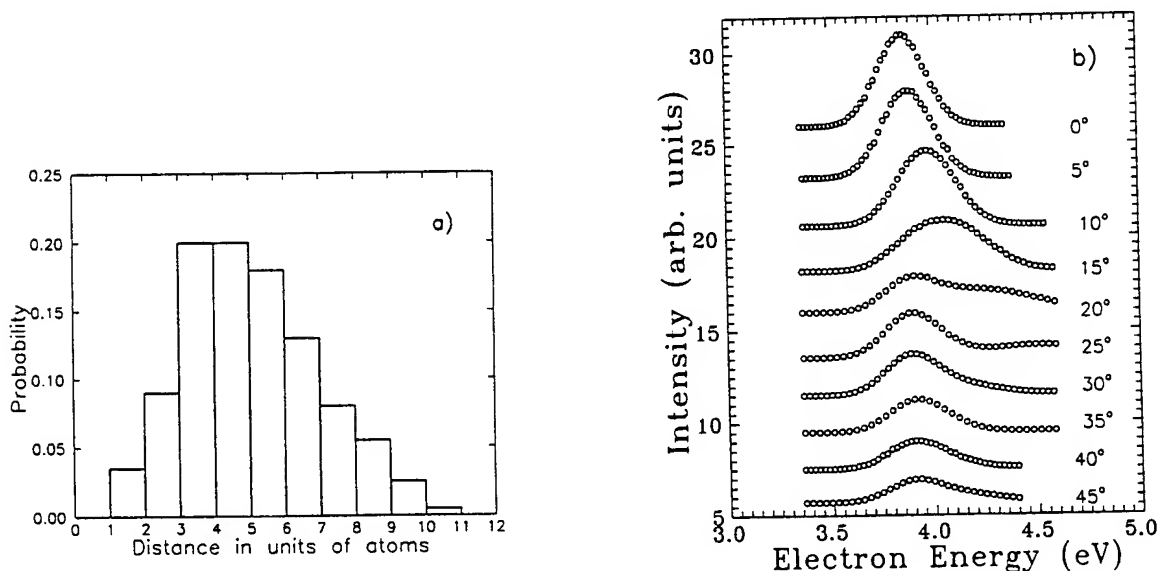 a)
0.25
0.20
0.15
0.10
0.05
0.00
Probability
0 1 2 3 4 5 6 7 8 9 10 11 12
Distance in units of atoms
b)
30
25
20
15
10
5
Intensity (arb. units)
0°
5°
10°
15°
20°
25°
30°
35°
40°
45°
3.0 3.5 4.0 4.5 5.0
Electron Energy (eV)